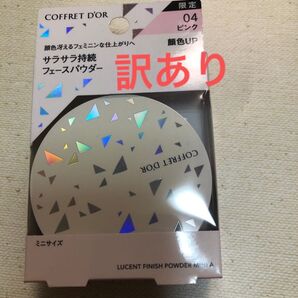 COFFRET D'OR
限定
04
ピンク
顔色UP
顔色冴えるフェミニンな仕上がりへ
サラサラ持続
フェースパウダー
訳あり
COFFRET D'OR
ミニサイズ
LUCENT FINISH POWDER MINI A